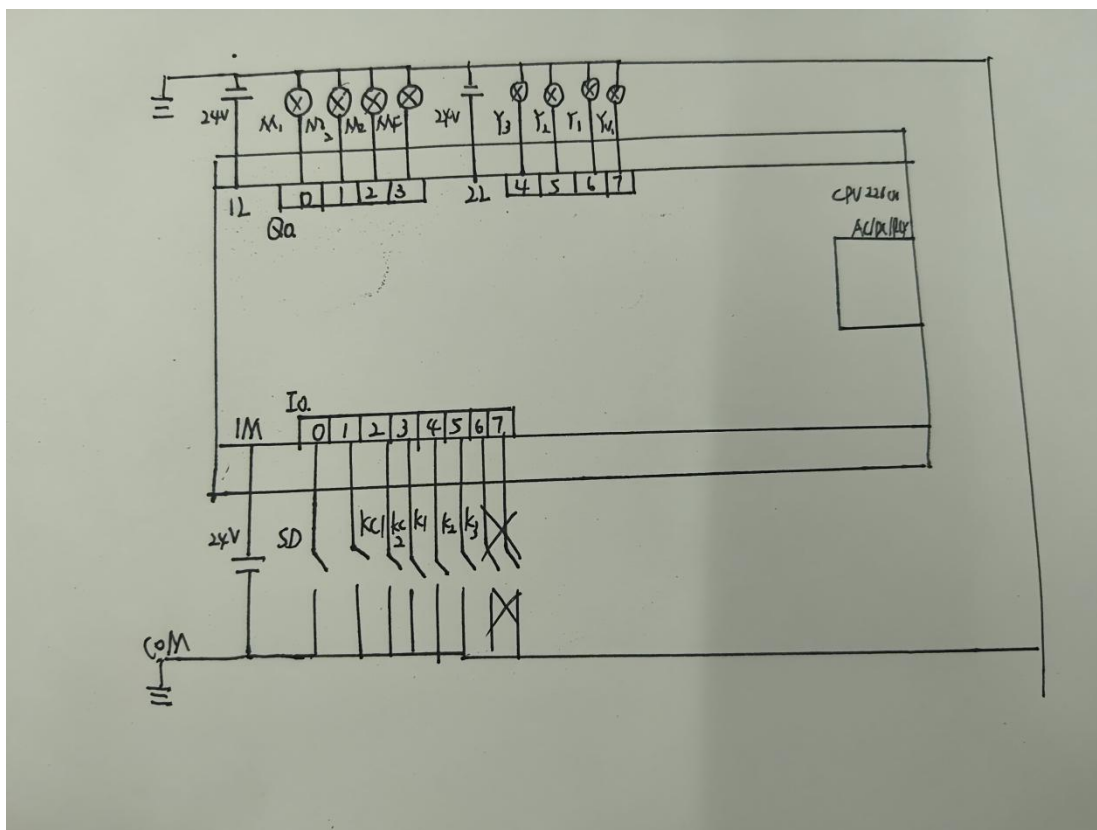 24V M₁ M₃ M₂ MF 24V Y₃ Y₂ Y₁
1L 0 1 2 3 2L 4 5 6 7
Q0.
CPU 226CN
AC/DC/RLY
I0.
1M 0 1 2 3 4 5 6 7
24V SD KC1 KC2 K1 K2 K3
COM